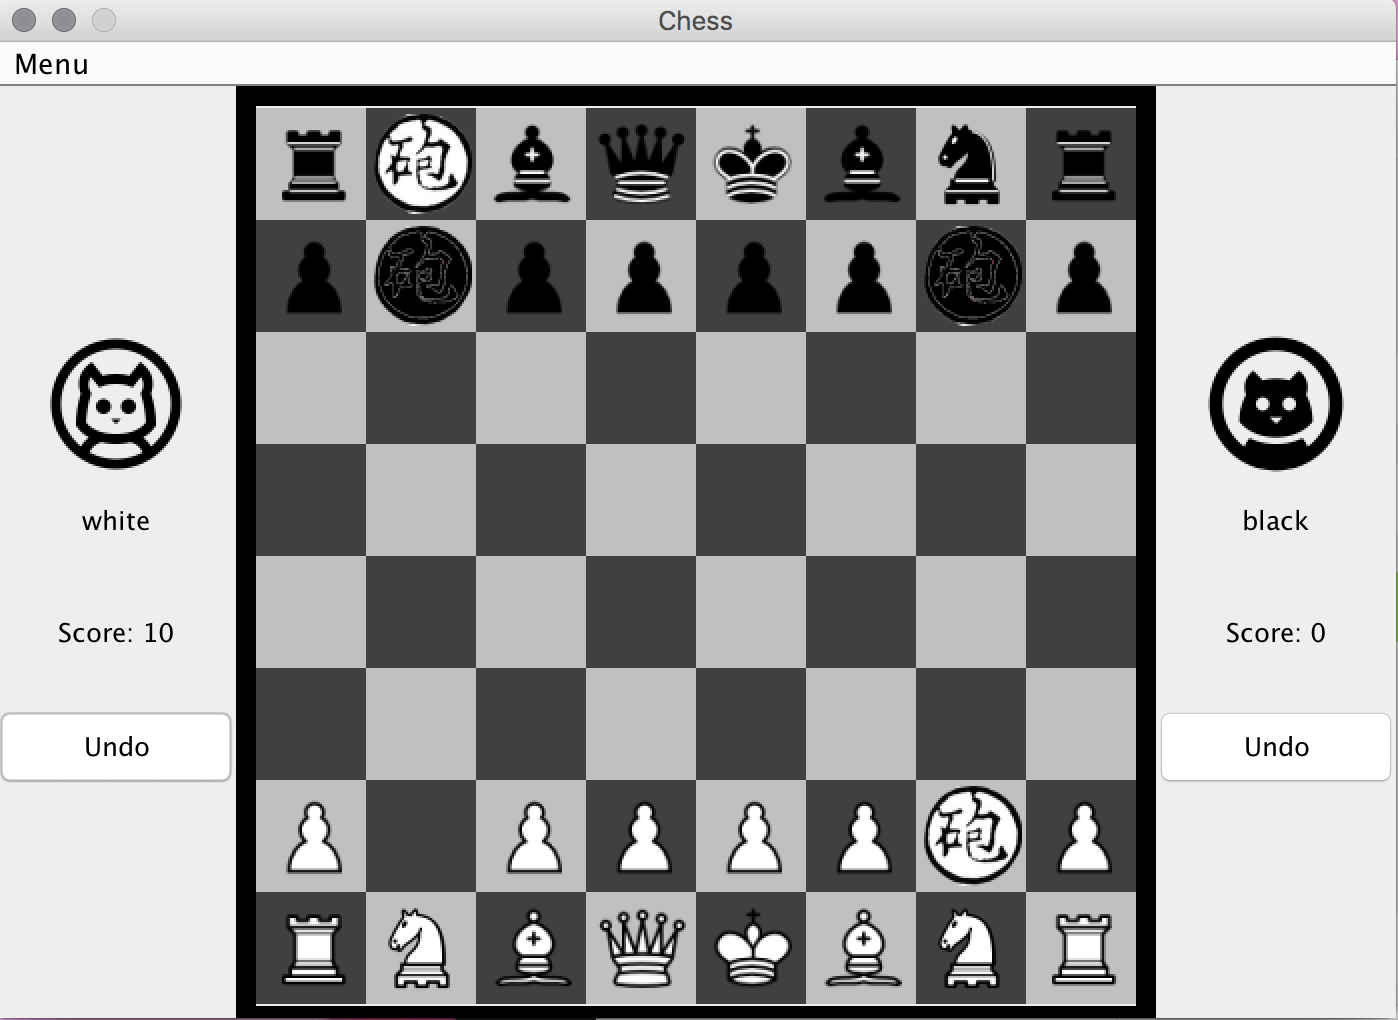 Chess
Menu
砲
砲
砲
white
black
Score: 10
Score: 0
Undo
Undo
砲